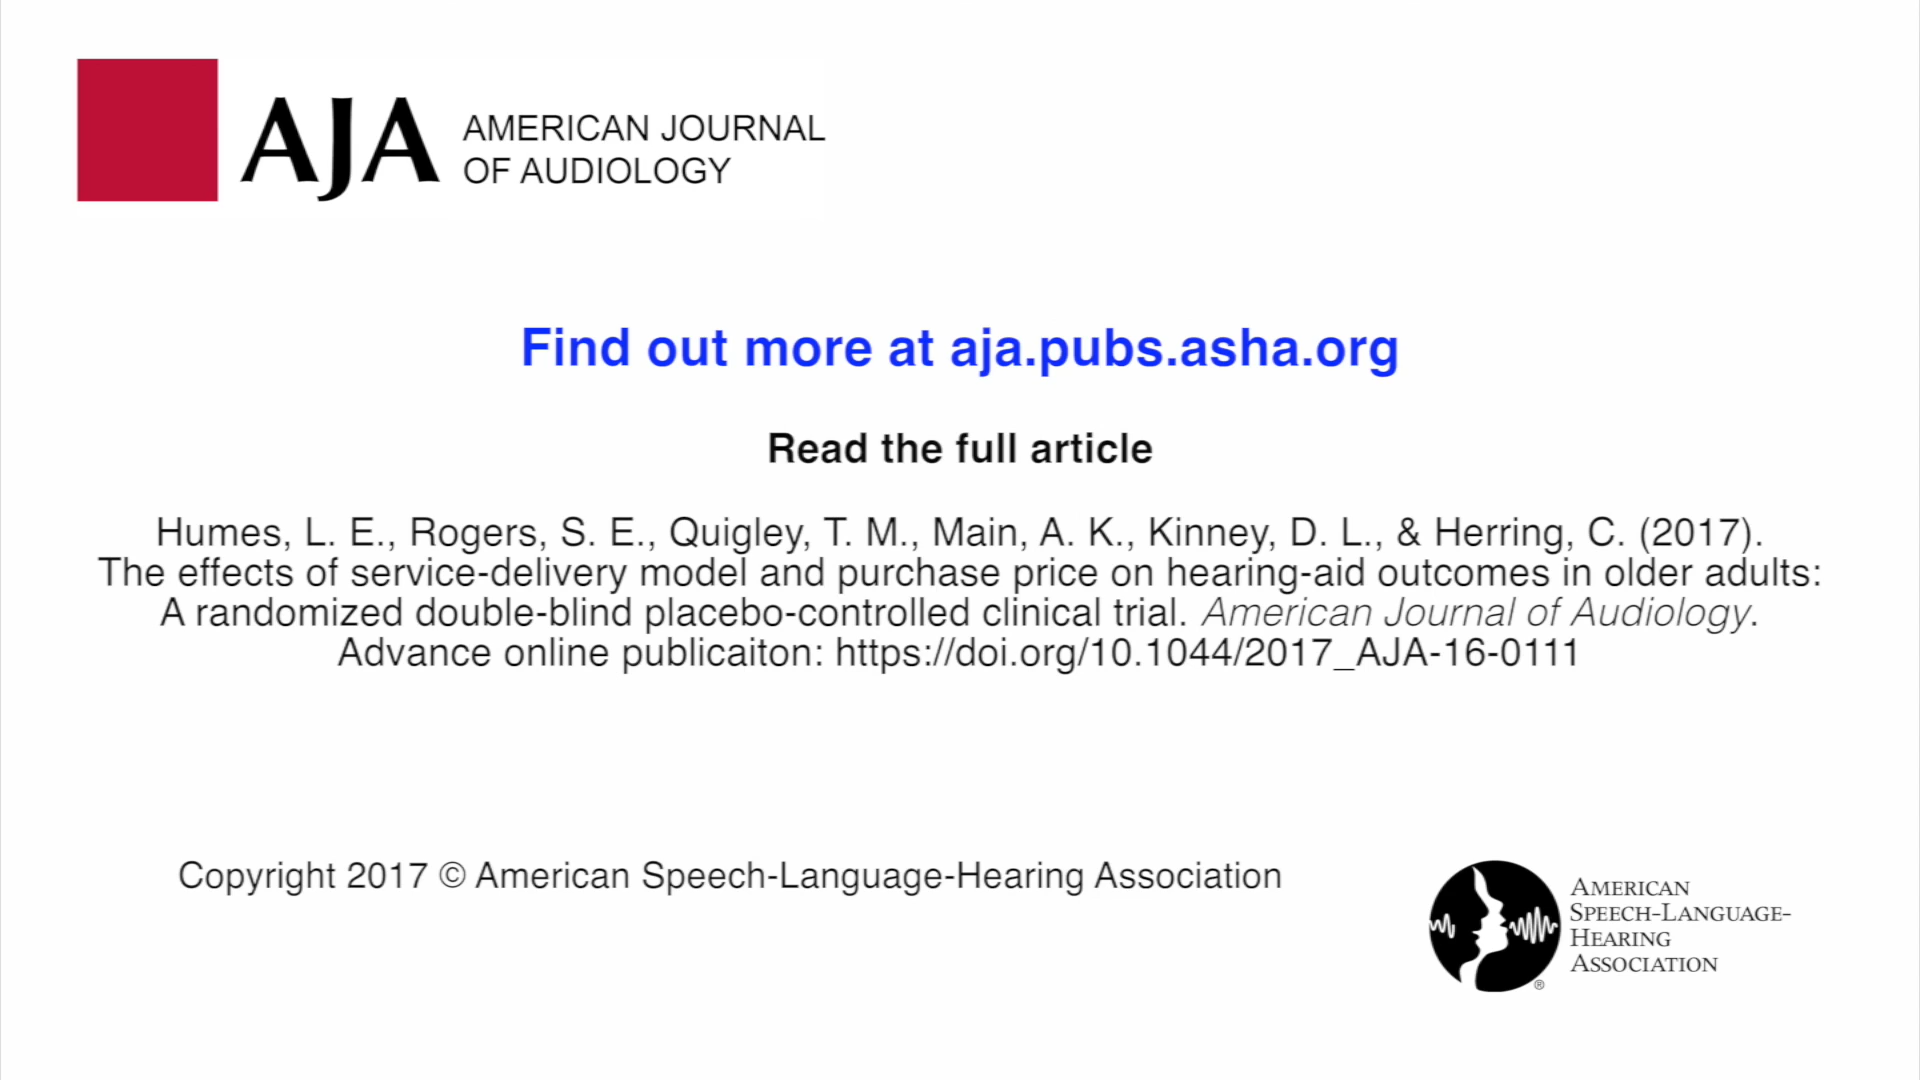 AJA
AMERICAN JOURNAL
OF AUDIOLOGY
Find out more at aja.pubs.asha.org
Read the full article
Humes, L. E., Rogers, S. E., Quigley, T. M., Main, A. K., Kinney, D. L., & Herring, C. (2017).
The effects of service-delivery model and purchase price on hearing-aid outcomes in older adults:
A randomized double-blind placebo-controlled clinical trial. American Journal of Audiology.
Advance online publicaiton: https://doi.org/10.1044/2017_AJA-16-0111
Copyright 2017 © American Speech-Language-Hearing Association
AMERICAN
SPEECH-LANGUAGE-
HEARING
ASSOCIATION
®